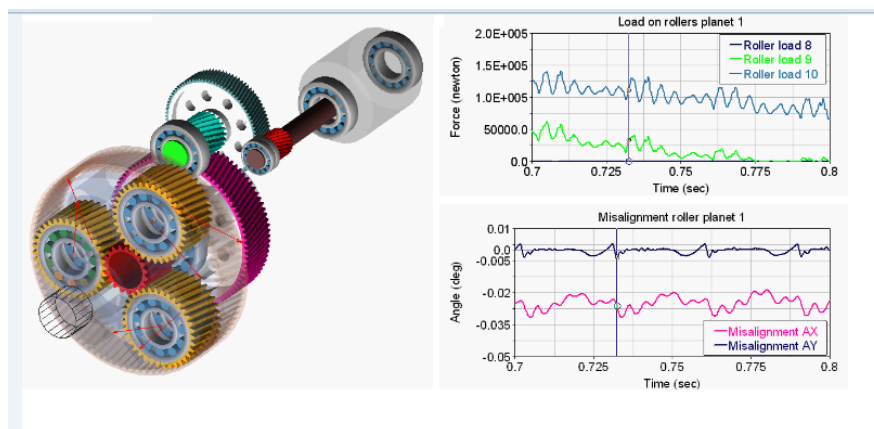 Load on rollers planet 1
2.0E+005
1.5E+005
1.0E+005
50000.0
0.0
Force (newton)
Roller load 8
Roller load 9
Roller load 10
0.7
0.725
0.75
0.775
0.8
Time (sec)
Misalignment roller planet 1
0.01
0.0
-0.005
-0.02
-0.035
-0.05
Angle (deg)
Misalignment AX
Misalignment AY
0.7
0.725
0.75
0.775
0.8
Time (sec)